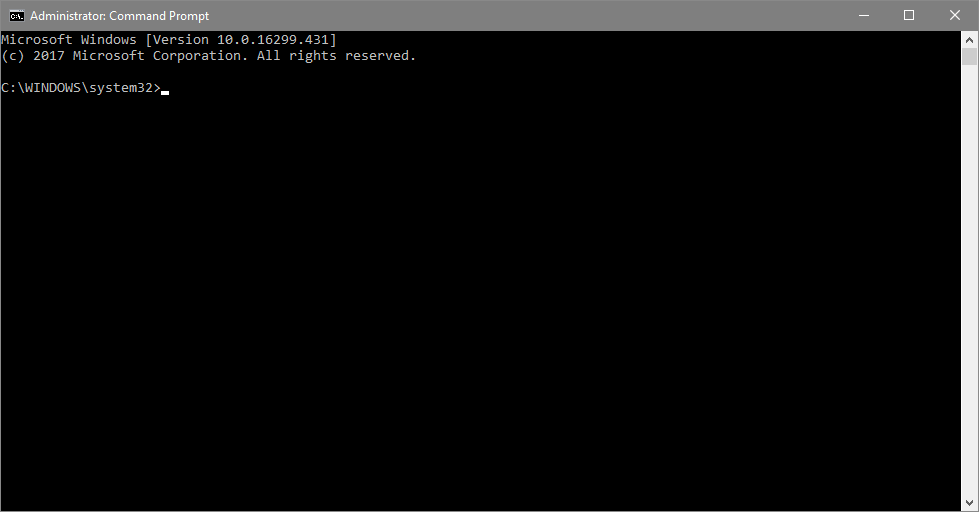 Administrator: Command Prompt
Microsoft Windows [Version 10.0.16299.431]
(c) 2017 Microsoft Corporation. All rights reserved.
C:\WINDOWS\system32>